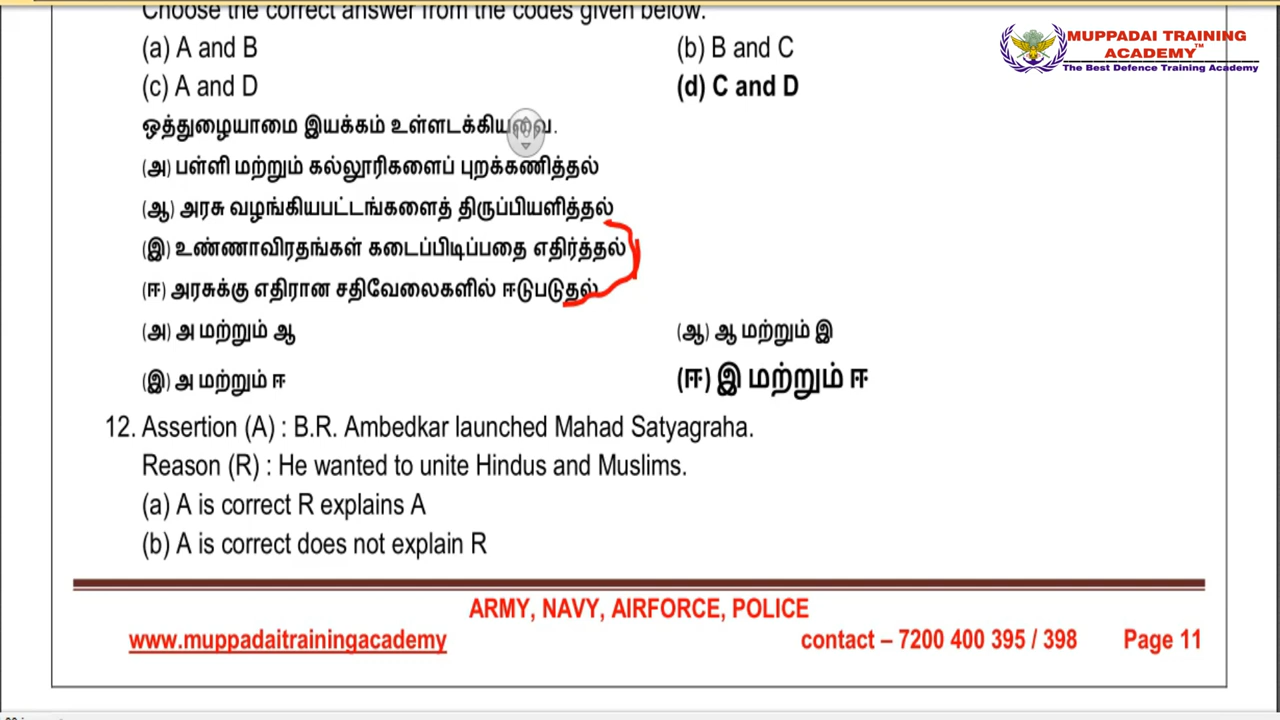 Choose the correct answer from the codes given below.
(a) A and B (b) B and C
(c) A and D (d) C and D
ஒத்துழையாமை இயக்கம் உள்ளடக்கியவை.
(அ) பள்ளி மற்றும் கல்லூரிகளைப் புறக்கணித்தல்
(ஆ) அரசு வழங்கியபட்டங்களைத் திருப்பியளித்தல்
(இ) உண்ணாவிரதங்கள் கடைப்பிடிப்பதை எதிர்த்தல்
(ஈ) அரசுக்கு எதிரான சதிவேலைகளில் ஈடுபடுதல்
(அ) அ மற்றும் ஆ (ஆ) ஆ மற்றும் இ
(இ) அ மற்றும் ஈ (ஈ) இ மற்றும் ஈ
12. Assertion (A) : B.R. Ambedkar launched Mahad Satyagraha.
Reason (R) : He wanted to unite Hindus and Muslims.
(a) A is correct R explains A
(b) A is correct does not explain R
ARMY, NAVY, AIRFORCE, POLICE
www.muppadaitrainingacademy contact – 7200 400 395 / 398 Page 11
MUPPADAI TRAINING
ACADEMY™
The Best Defence Training Academy